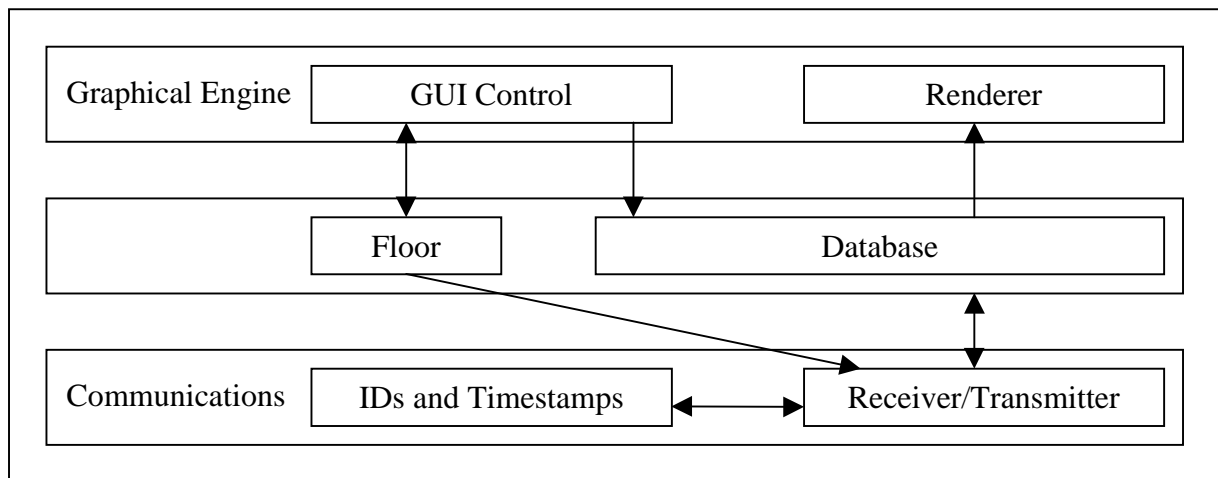 Graphical Engine
GUI Control
Renderer
Floor
Database
Communications
IDs and Timestamps
Receiver/Transmitter